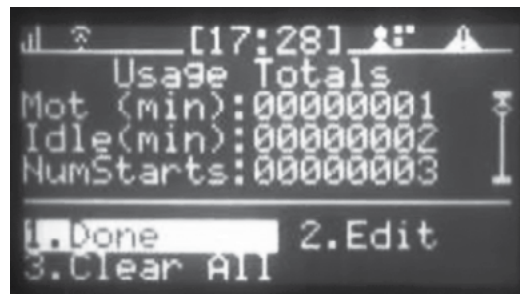 [17:28]
Usage Totals
Mot (min):00000001
Idle(min):00000002
NumStarts:00000003
1.Done 2.Edit
3.Clear All